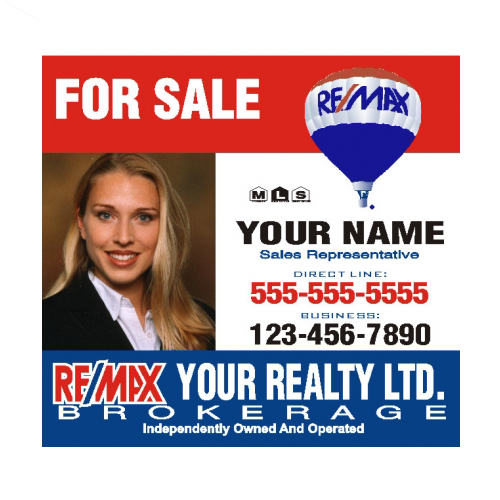 FOR SALE
RE/MAX
MLS
YOUR NAME
Sales Representative
DIRECT LINE:
555-555-5555
BUSINESS:
123-456-7890
RE/MAX YOUR REALTY LTD.
BROKERAGE
Independently Owned And Operated